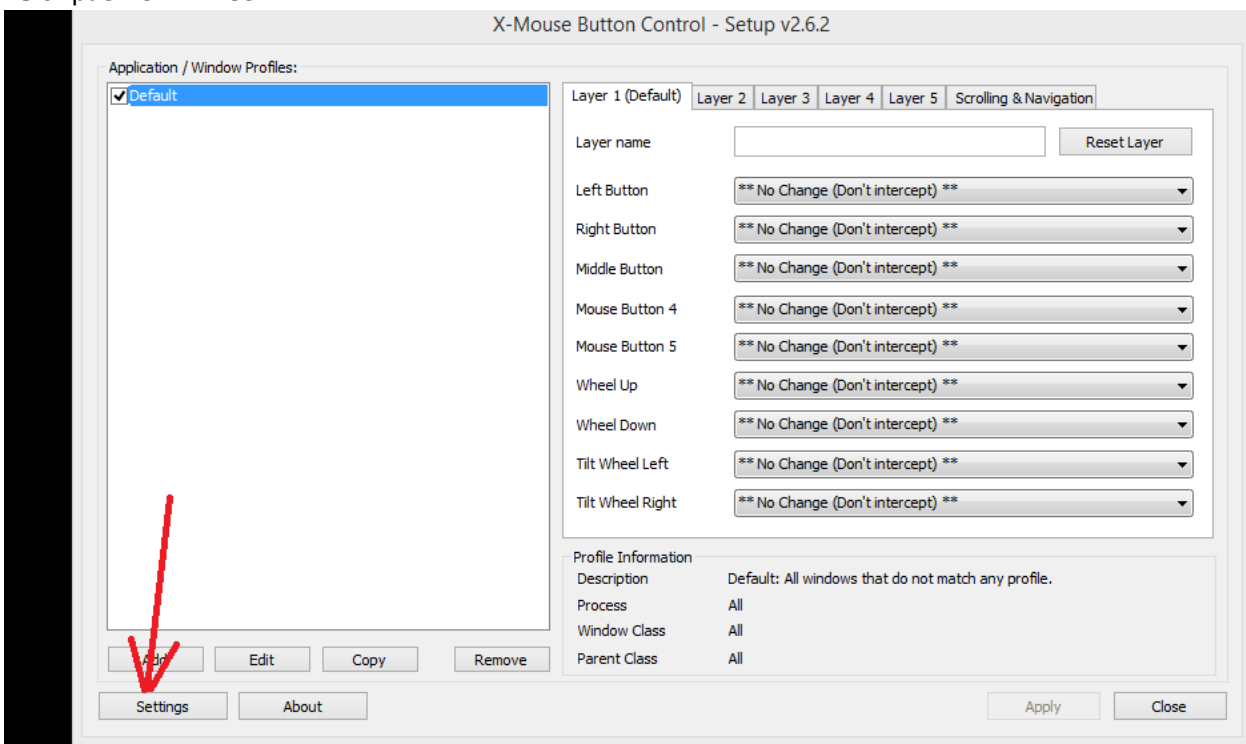 X-Mouse Button Control - Setup v2.6.2
Application / Window Profiles:
Default
Layer 1 (Default) Layer 2 Layer 3 Layer 4 Layer 5 Scrolling & Navigation
Layer name Reset Layer
Left Button ** No Change (Don't intercept) **
Right Button ** No Change (Don't intercept) **
Middle Button ** No Change (Don't intercept) **
Mouse Button 4 ** No Change (Don't intercept) **
Mouse Button 5 ** No Change (Don't intercept) **
Wheel Up ** No Change (Don't intercept) **
Wheel Down ** No Change (Don't intercept) **
Tilt Wheel Left ** No Change (Don't intercept) **
Tilt Wheel Right ** No Change (Don't intercept) **
Profile Information
Description Default: All windows that do not match any profile.
Process All
Window Class All
Parent Class All
Add Edit Copy Remove
Settings About Apply Close